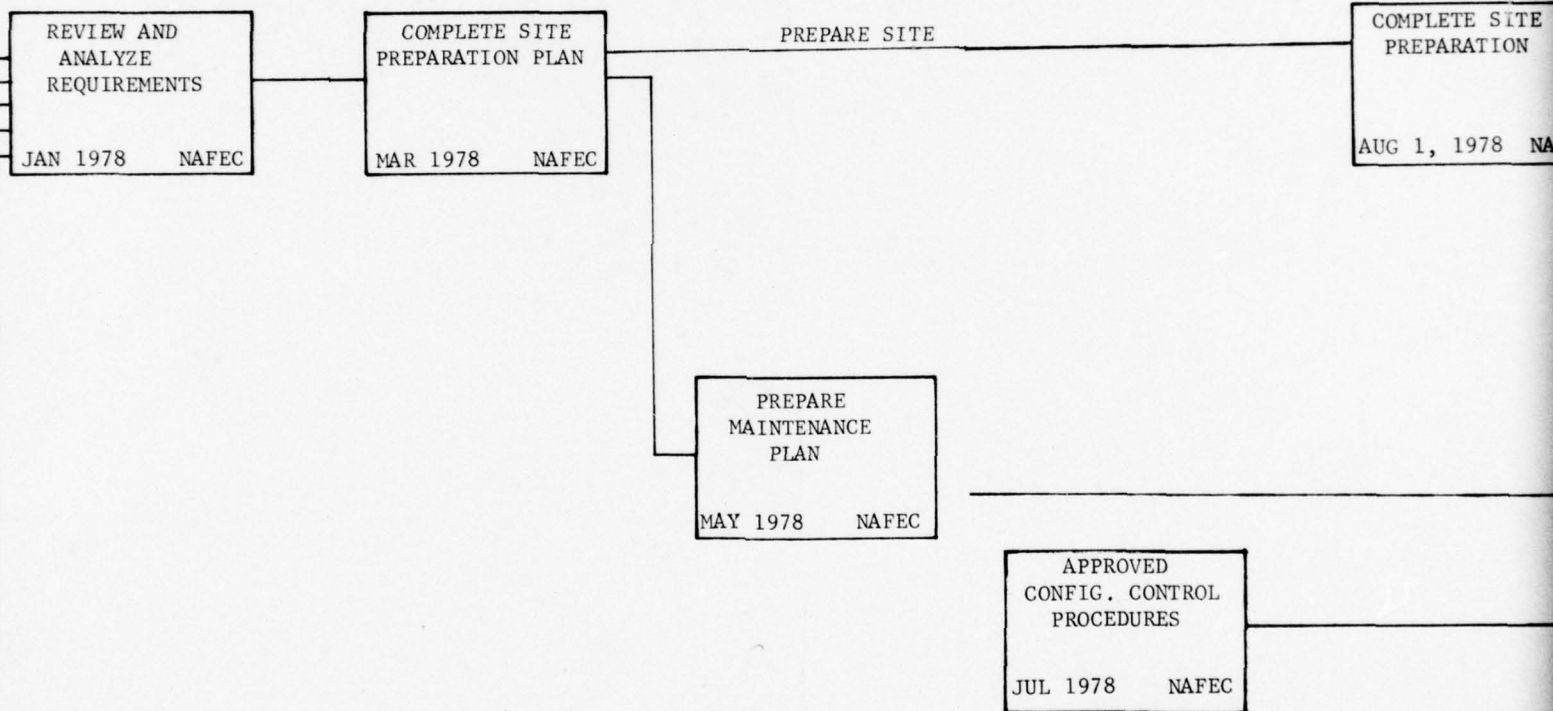 REVIEW AND
ANALYZE
REQUIREMENTS
JAN 1978 NAFEC
COMPLETE SITE
PREPARATION PLAN
MAR 1978 NAFEC
PREPARE SITE
COMPLETE SITE
PREPARATION
AUG 1, 1978 NA
PREPARE
MAINTENANCE
PLAN
MAY 1978 NAFEC
APPROVED
CONFIG. CONTROL
PROCEDURES
JUL 1978 NAFEC